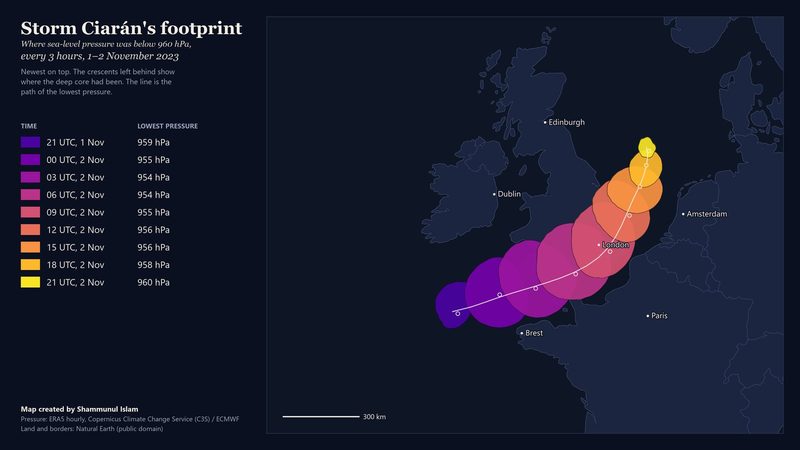 Storm Ciarán's footprint
Where sea-level pressure was below 960 hPa,
every 3 hours, 1–2 November 2023
Newest on top. The crescents left behind show
where the deep core had been. The line is the
path of the lowest pressure.
TIME LOWEST PRESSURE
21 UTC, 1 Nov 959 hPa
00 UTC, 2 Nov 955 hPa
03 UTC, 2 Nov 954 hPa
06 UTC, 2 Nov 954 hPa
09 UTC, 2 Nov 955 hPa
12 UTC, 2 Nov 956 hPa
15 UTC, 2 Nov 956 hPa
18 UTC, 2 Nov 958 hPa
21 UTC, 2 Nov 960 hPa
Edinburgh
Dublin
Amsterdam
London
Paris
Brest
300 km
Map created by Shammunul Islam
Pressure: ERA5 hourly, Copernicus Climate Change Service (C3S) / ECMWF
Land and borders: Natural Earth (public domain)